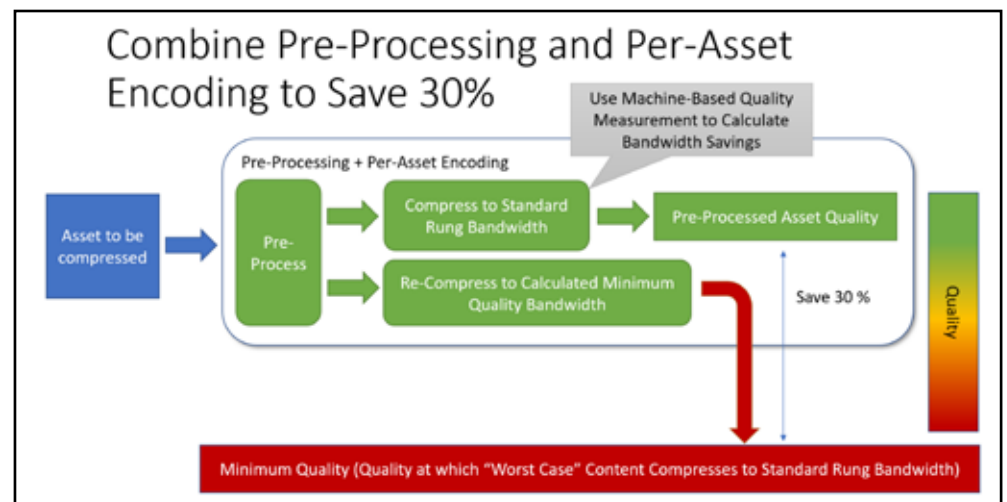 Combine Pre-Processing and Per-Asset
Encoding to Save 30%
Use Machine-Based Quality
Measurement to Calculate
Bandwidth Savings
Pre-Processing + Per-Asset Encoding
Asset to be
compressed
Pre-
Process
Compress to Standard
Rung Bandwidth
Pre-Processed Asset Quality
Re-Compress to Calculated Minimum
Quality Bandwidth
Save 30 %
Quality
Minimum Quality (Quality at which “Worst Case” Content Compresses to Standard Rung Bandwidth)